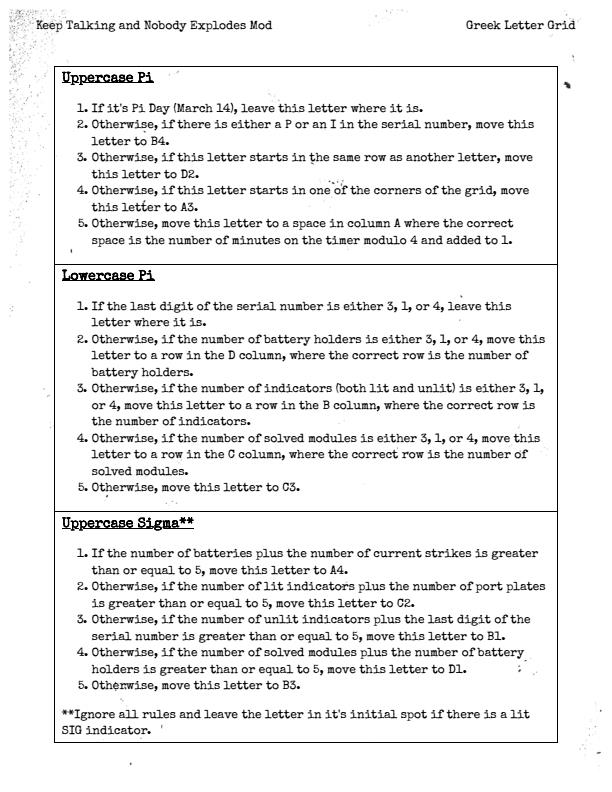 Keep Talking and Nobody Explodes Mod Greek Letter Grid
Uppercase Pi
1. If it's Pi Day (March 14), leave this letter where it is.
2. Otherwise, if there is either a P or an I in the serial number, move this
letter to B4.
3. Otherwise, if this letter starts in the same row as another letter, move
this letter to D2.
4. Otherwise, if this letter starts in one of the corners of the grid, move
this letter to A3.
5. Otherwise, move this letter to a space in column A where the correct
space is the number of minutes on the timer modulo 4 and added to 1.
Lowercase Pi
1. If the last digit of the serial number is either 3, 1, or 4, leave this
letter where it is.
2. Otherwise, if the number of battery holders is either 3, 1, or 4, move this
letter to a row in the D column, where the correct row is the number of
battery holders.
3. Otherwise, if the number of indicators (both lit and unlit) is either 3, 1,
or 4, move this letter to a row in the B column, where the correct row is
the number of indicators.
4. Otherwise, if the number of solved modules is either 3, 1, or 4, move this
letter to a row in the C column, where the correct row is the number of
solved modules.
5. Otherwise, move this letter to C3.
Uppercase Sigma**
1. If the number of batteries plus the number of current strikes is greater
than or equal to 5, move this letter to A4.
2. Otherwise, if the number of lit indicators plus the number of port plates
is greater than or equal to 5, move this letter to C2.
3. Otherwise, if the number of unlit indicators plus the last digit of the
serial number is greater than or equal to 5, move this letter to B1.
4. Otherwise, if the number of solved modules plus the number of battery
holders is greater than or equal to 5, move this letter to D1.
5. Otherwise, move this letter to B3.
**Ignore all rules and leave the letter in it's initial spot if there is a lit
SIG indicator.